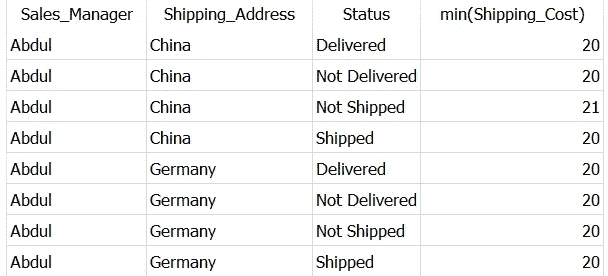 Sales_Manager Shipping_Address Status min(Shipping_Cost)
Abdul China Delivered 20
Abdul China Not Delivered 20
Abdul China Not Shipped 21
Abdul China Shipped 20
Abdul Germany Delivered 20
Abdul Germany Not Delivered 20
Abdul Germany Not Shipped 20
Abdul Germany Shipped 20